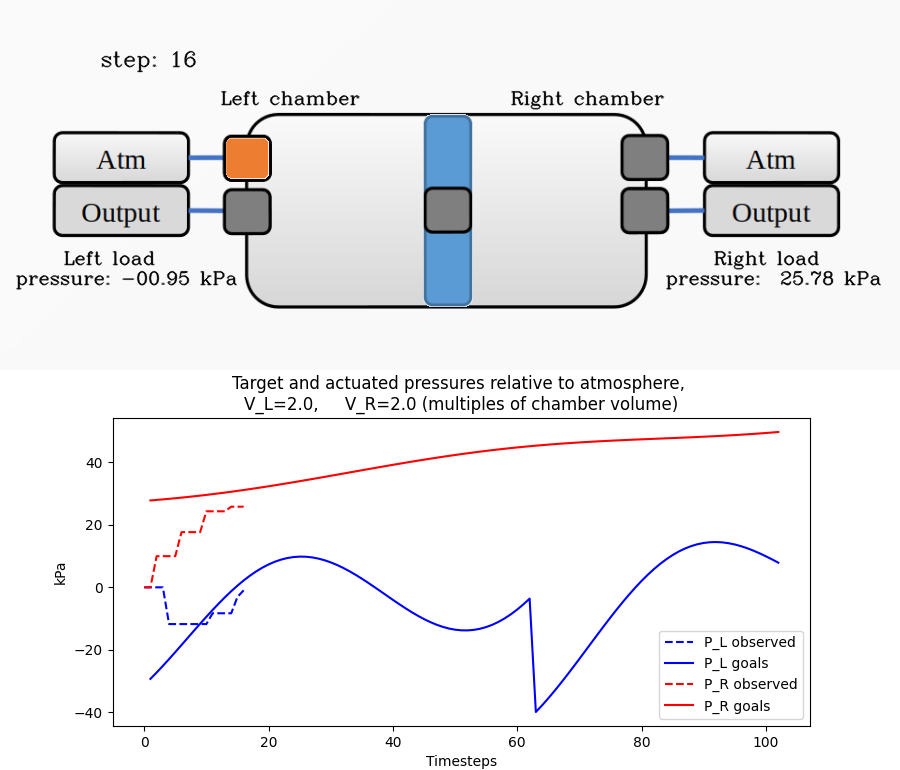 step: 16
Left chamber
Right chamber
Atm
Atm
Output
Output
Left load
pressure: -00.95 kPa
Right load
pressure:  25.78 kPa
Target and actuated pressures relative to atmosphere,
V_L=2.0,     V_R=2.0 (multiples of chamber volume)
kPa
40
20
0
−20
−40
P_L observed
P_L goals
P_R observed
P_R goals
0 20 40 60 80 100
Timesteps